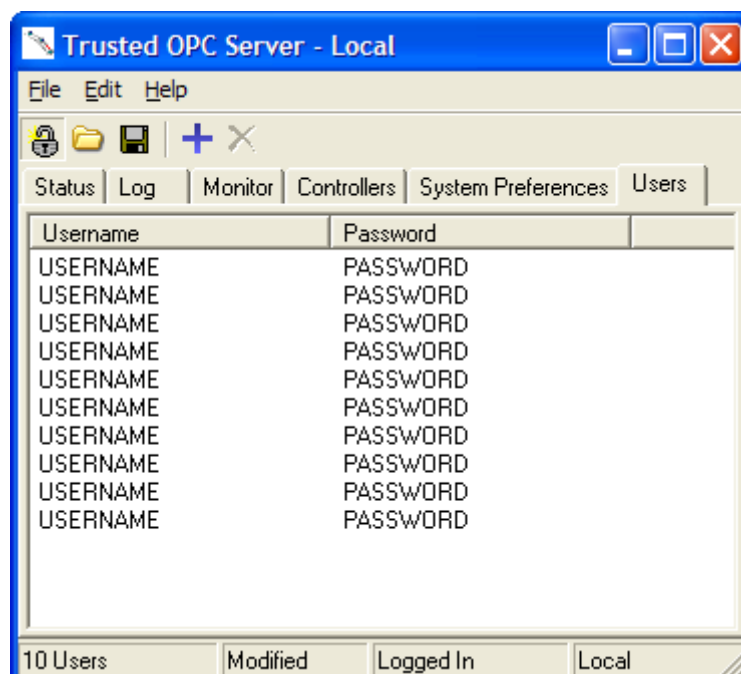 Trusted OPC Server - Local
File Edit Help
Status Log Monitor Controllers System Preferences Users
Username Password
USERNAME PASSWORD
USERNAME PASSWORD
USERNAME PASSWORD
USERNAME PASSWORD
USERNAME PASSWORD
USERNAME PASSWORD
USERNAME PASSWORD
USERNAME PASSWORD
USERNAME PASSWORD
USERNAME PASSWORD
10 Users Modified Logged In Local